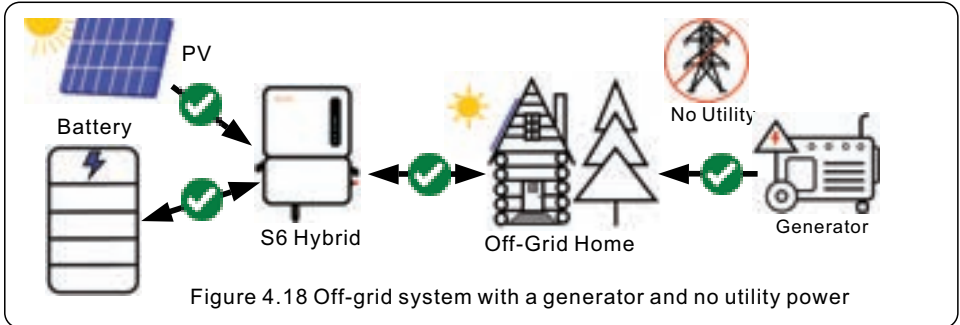 PV
Battery
No Utility
S6 Hybrid
Off-Grid Home
Generator
Figure 4.18 Off-grid system with a generator and no utility power